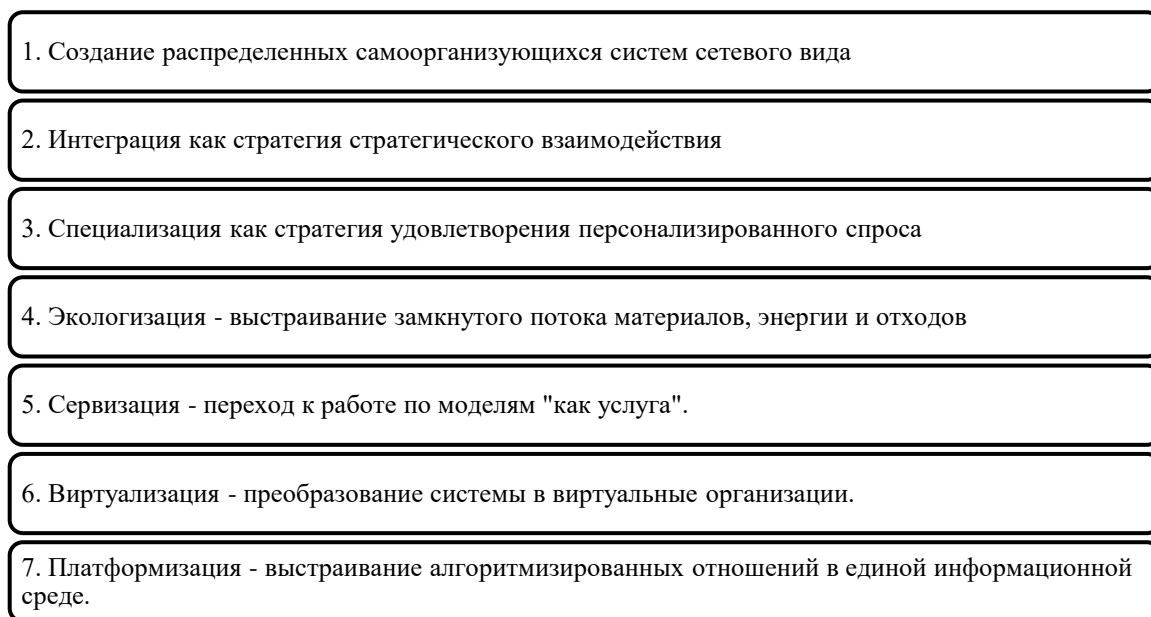 1. Создание распределенных самоорганизующихся систем сетевого вида
2. Интеграция как стратегия стратегического взаимодействия
3. Специализация как стратегия удовлетворения персонализированного спроса
4. Экологизация - выстраивание замкнутого потока материалов, энергии и отходов
5. Сервизация - переход к работе по моделям "как услуга".
6. Виртуализация - преобразование системы в виртуальные организации.
7. Платформизация - выстраивание алгоритмизированных отношений в единой информационной
среде.